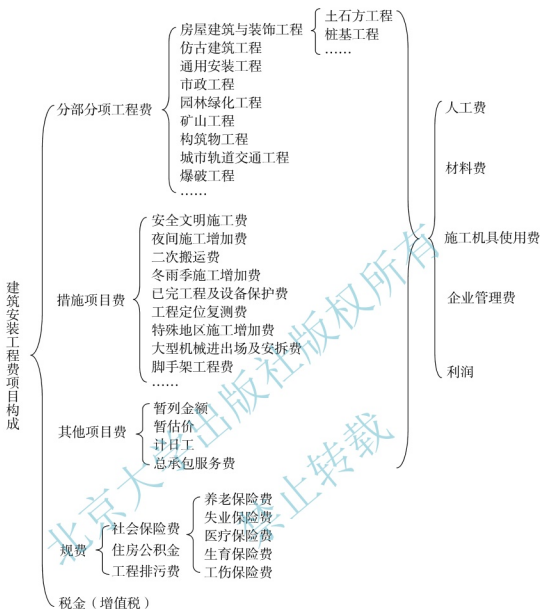 建筑安装工程费项目构成
分部分项工程费
房屋建筑与装饰工程
土石方工程
桩基工程
……
仿古建筑工程
通用安装工程
市政工程
园林绿化工程
矿山工程
构筑物工程
城市轨道交通工程
爆破工程
……
措施项目费
安全文明施工费
夜间施工增加费
二次搬运费
冬雨季施工增加费
已完工程及设备保护费
工程定位复测费
特殊地区施工增加费
大型机械进出场及安拆费
脚手架工程费
……
其他项目费
暂列金额
暂估价
计日工
总承包服务费
人工费
材料费
施工机具使用费
企业管理费
利润
规费
社会保险费
养老保险费
失业保险费
医疗保险费
生育保险费
工伤保险费
住房公积金
工程排污费
税金（增值税）
北京大学出版社版权所有
禁止转载